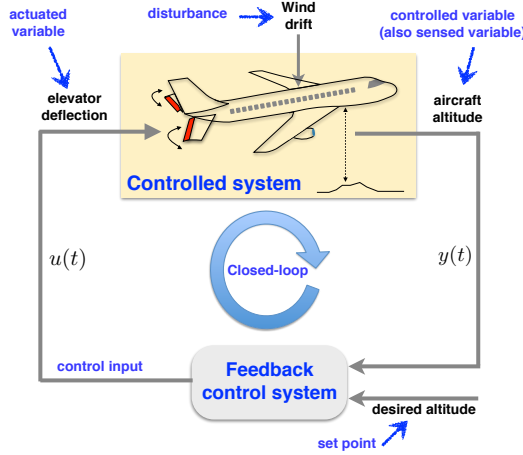 actuated
variable
disturbance
Wind
drift
controlled variable
(also sensed variable)
elevator
deflection
aircraft
altitude
Controlled system
u(t)
Closed-loop
y(t)
control input
Feedback
control system
desired altitude
set point